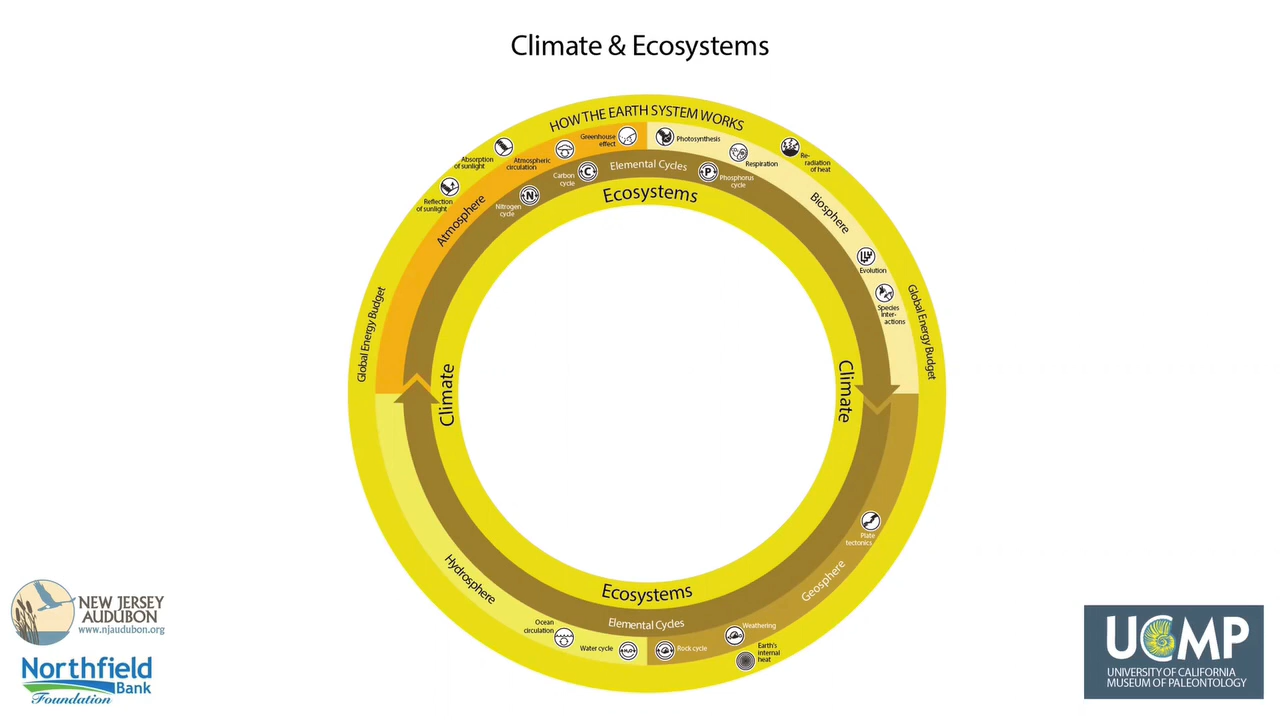 Climate & Ecosystems
HOW THE EARTH SYSTEM WORKS
Greenhouse
effect
Photosynthesis
Absorption
of sunlight
Atmospheric
circulation
Respiration
Re-
radiation
of heat
Carbon
cycle
C
Elemental Cycles
P
Phosphorus
cycle
Reflection
of sunlight
Nitrogen
cycle
N
Ecosystems
Atmosphere
Biosphere
Evolution
Species
inter-
actions
Global Energy Budget
Global Energy Budget
Climate
Climate
Plate
tectonics
Hydrosphere
Geosphere
Ecosystems
Elemental Cycles
Ocean
circulation
Water cycle
H₂O
Rock cycle
Weathering
Earth's
internal
heat
NEW JERSEY
AUDUBON
www.njaudubon.org
Northfield
Bank
Foundation
UCMP
UNIVERSITY OF CALIFORNIA
MUSEUM OF PALEONTOLOGY